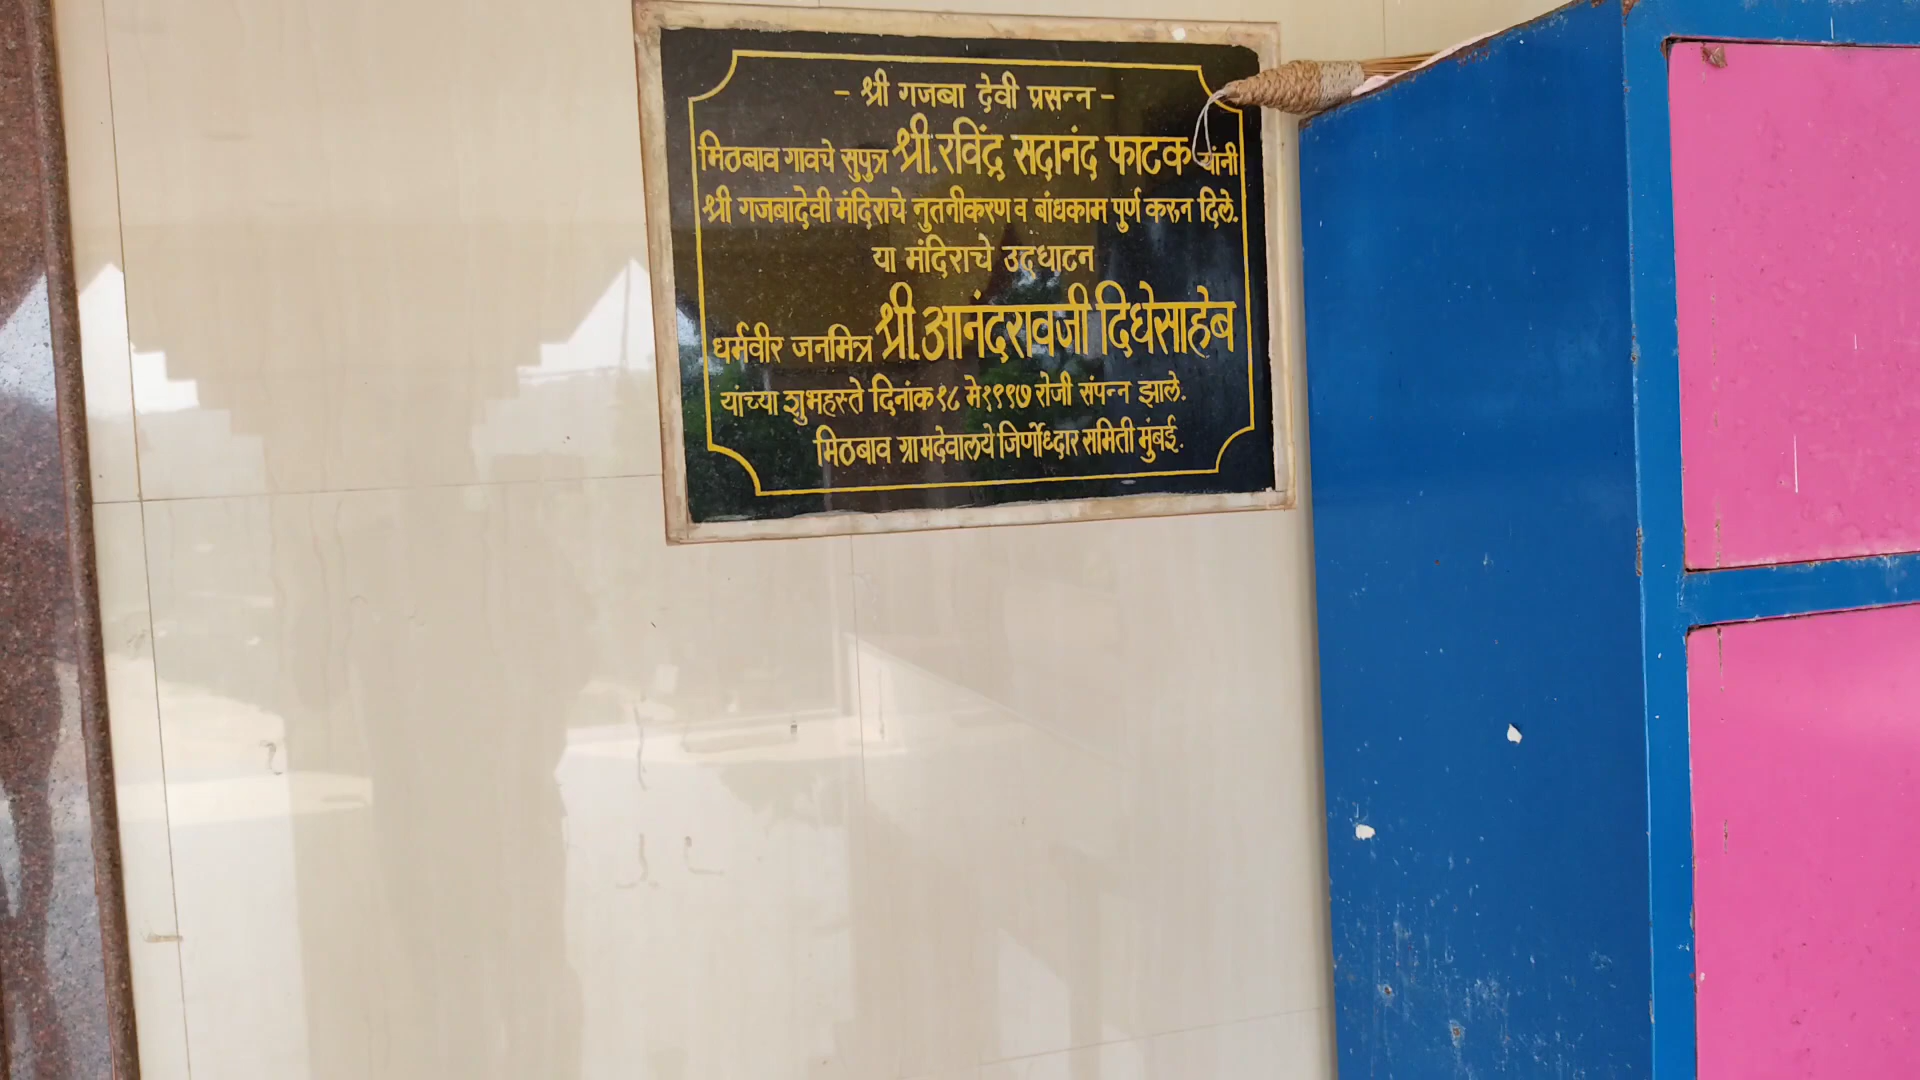 - श्री गजबा देवी प्रसन्न -
मिठबाव गावचे सुपुत्र श्री. रविंद्र सदानंद फाटक यांनी
श्री गजबादेवी मंदिराचे नुतनीकरण व बांधकाम पुर्ण करुन दिले.
या मंदिराचे उद्घाटन
धर्मवीर जनमित्र श्री. आनंदरावजी दिघेसाहेब
यांच्या शुभहस्ते दिनांक १८ मे १९९७ रोजी संपन्न झाले.
मिठबाव ग्रामदेवालये जिर्णोध्दार समिती मुंबई.